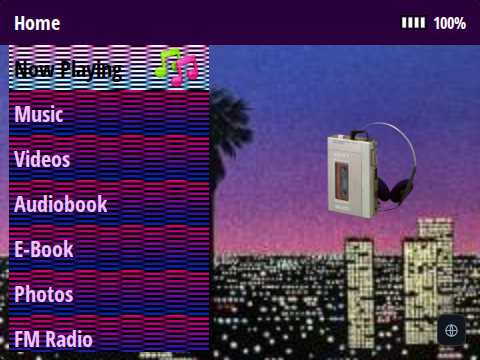 Home
100%
Now Playing
Music
Videos
Audiobook
E-Book
Photos
FM Radio